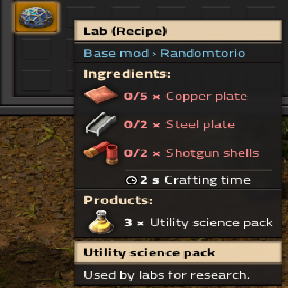 Lab (Recipe)
Base mod › Randomtorio
Ingredients:
0/5 × Copper plate
0/2 × Steel plate
0/2 × Shotgun shells
2 s Crafting time
Products:
3 × Utility science pack
Utility science pack
Used by labs for research.